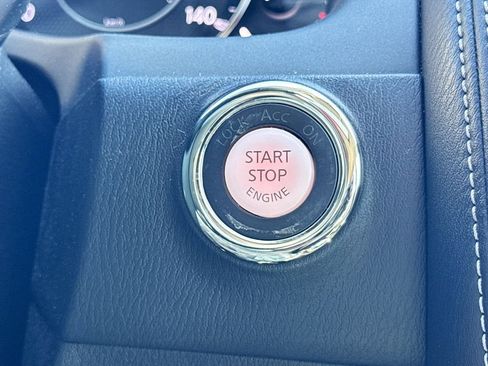 140
LOCK ACC ON
START
STOP
ENGINE